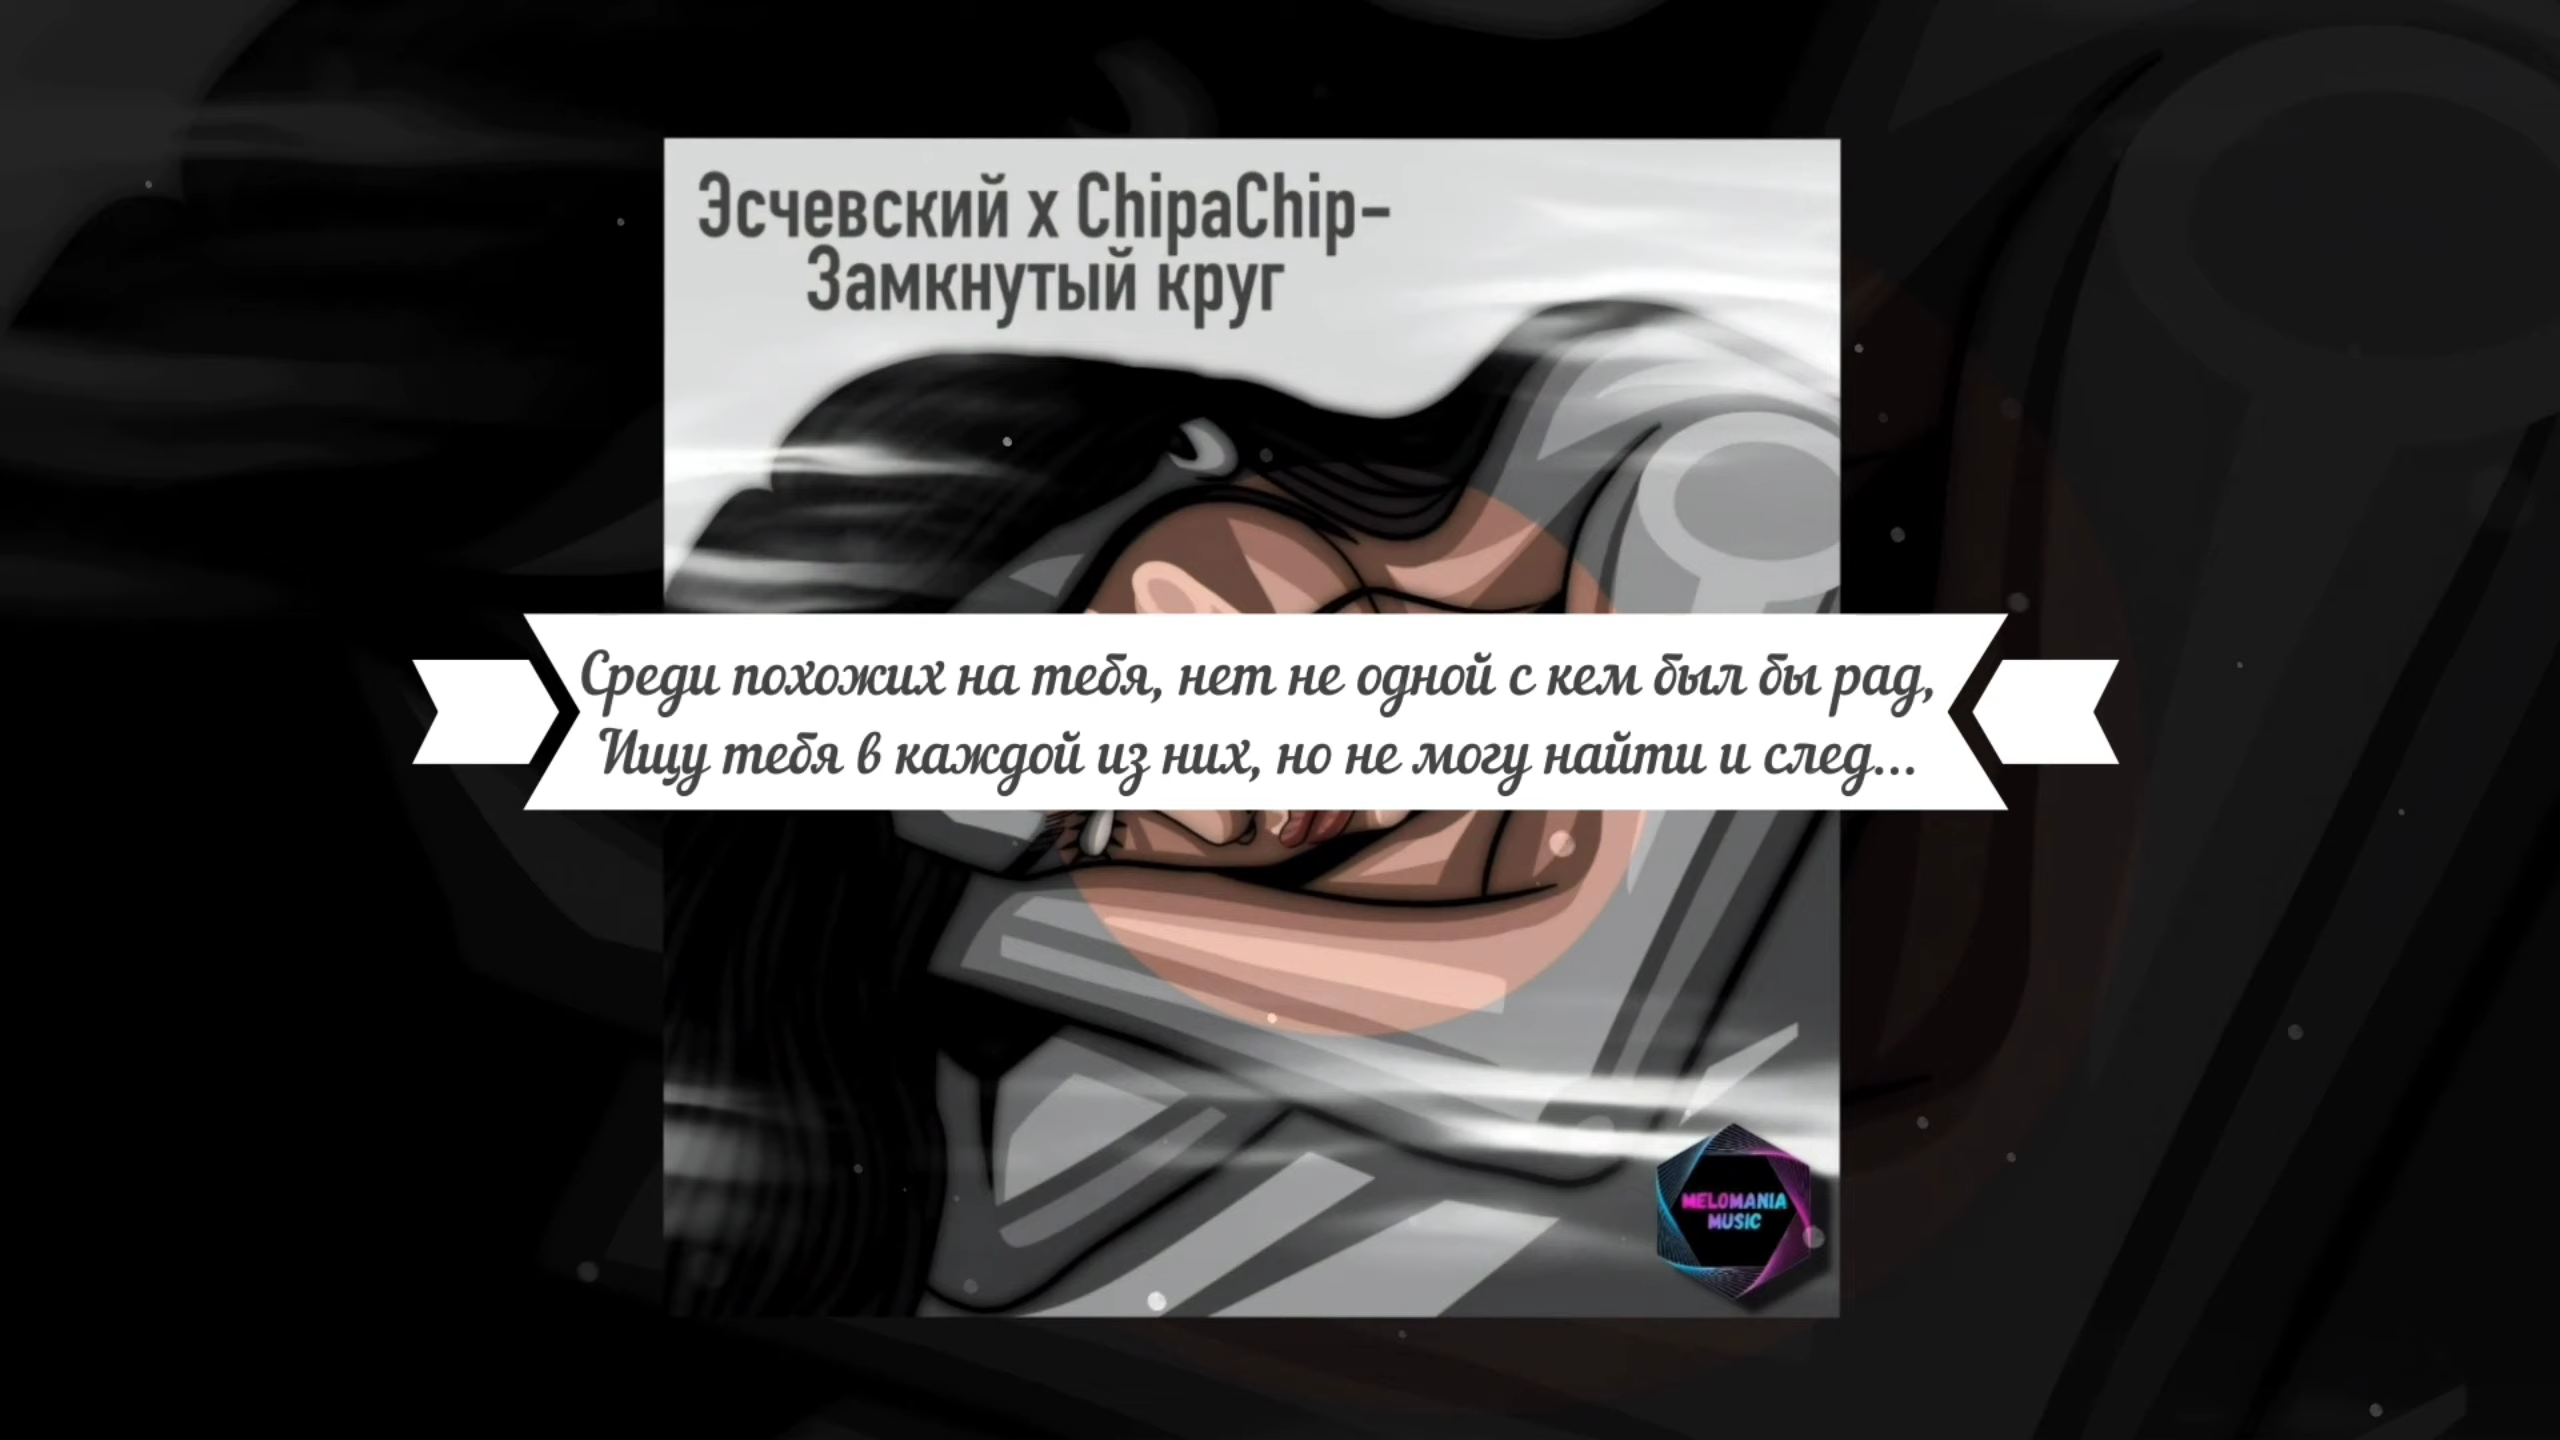 Эсчевский х ChipaChip-
Замкнутый круг
Среди похожих на тебя, нет не одной с кем был бы рад,
Ищу тебя в каждой из них, но не могу найти и след...
MELOMANIA
MUSIC